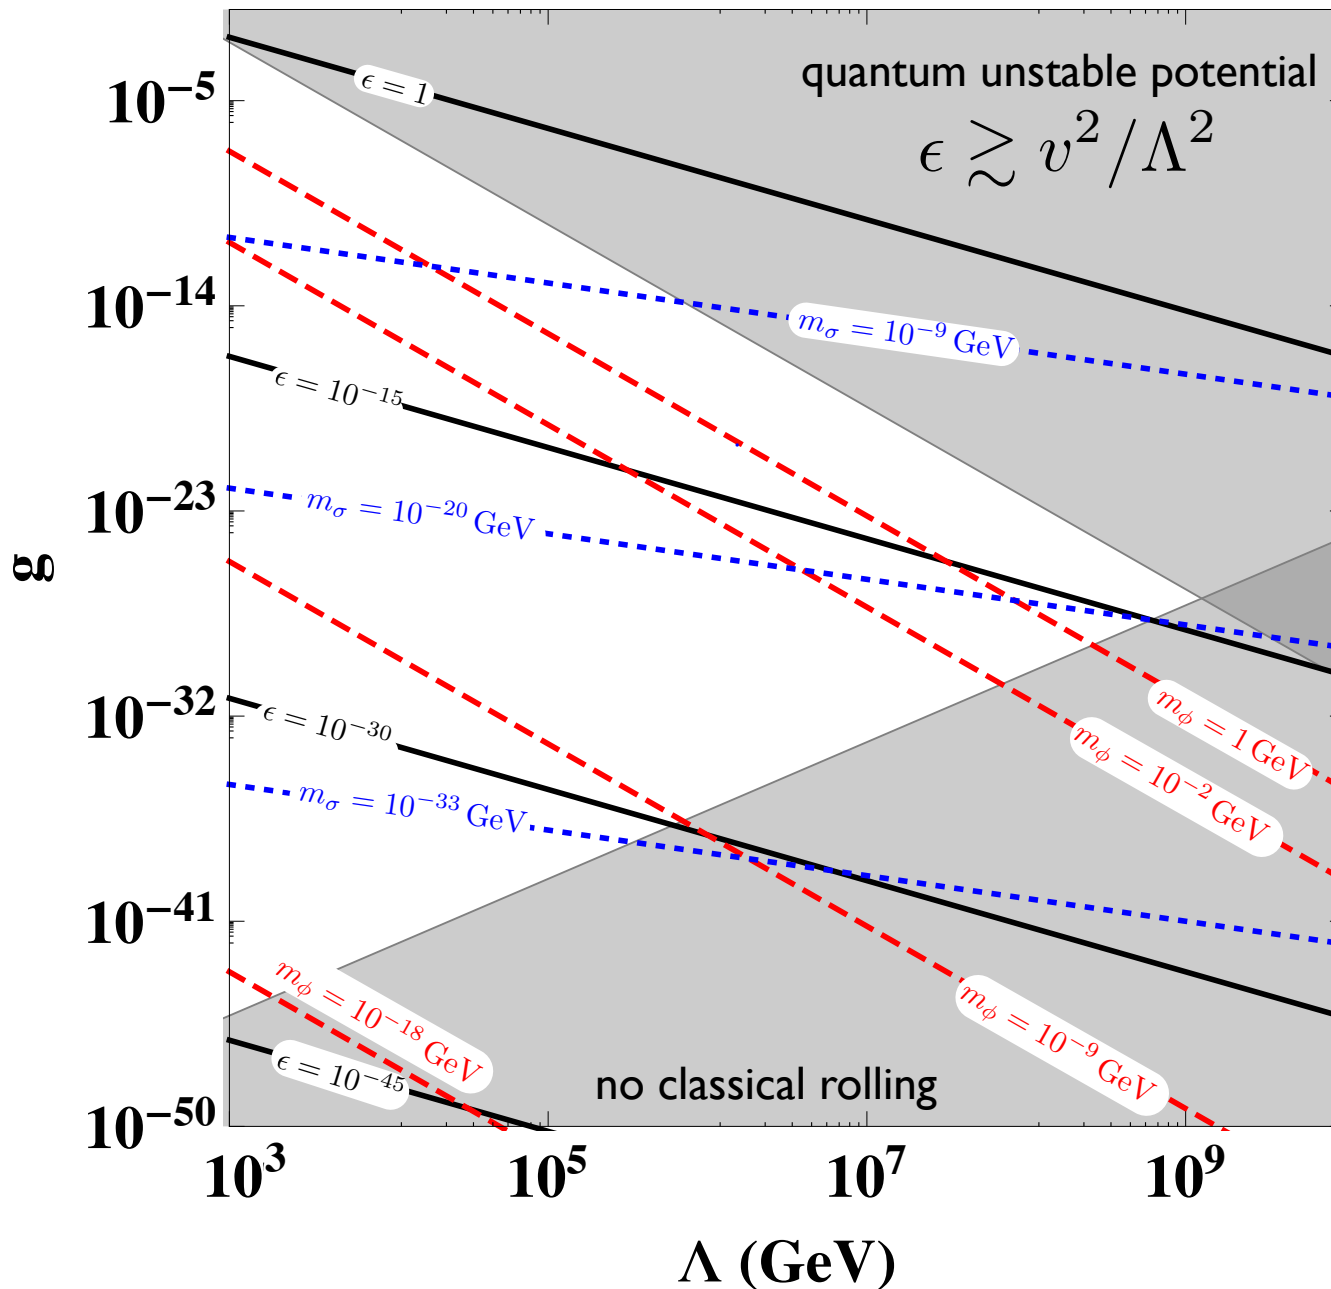 quantum unstable potential
ϵ ≳ v²/Λ²
ϵ = 1
10⁻⁵
10⁻¹⁴
m_σ = 10⁻⁹ GeV
ϵ = 10⁻¹⁵
10⁻²³
m_σ = 10⁻²⁰ GeV
g
10⁻³²
ϵ = 10⁻³⁰
m_ϕ = 1 GeV
m_ϕ = 10⁻² GeV
m_σ = 10⁻³³ GeV
10⁻⁴¹
m_ϕ = 10⁻¹⁸ GeV
m_ϕ = 10⁻⁹ GeV
ϵ = 10⁻⁴⁵
no classical rolling
10⁻⁵⁰
10³ 10⁵ 10⁷ 10⁹
Λ (GeV)